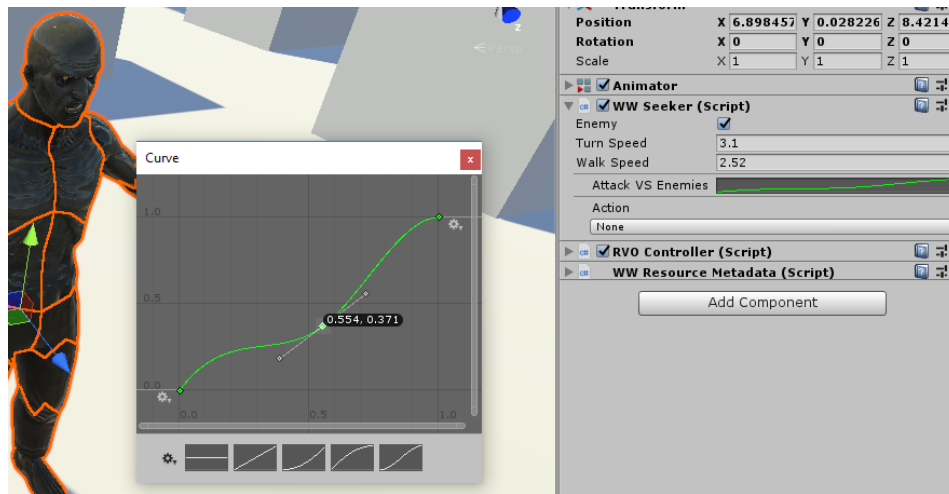 Transform
Position X 6.898457 Y 0.028226 Z 8.4214
Rotation X 0 Y 0 Z 0
Scale X 1 Y 1 Z 1
z
Persp
Animator
WW Seeker (Script)
Enemy
Turn Speed 3.1
Walk Speed 2.52
Attack VS Enemies
Action
None
RVO Controller (Script)
WW Resource Metadata (Script)
Add Component
Curve x
1.0
0.5
0.554, 0.371
0.0
0.0 0.5 1.0